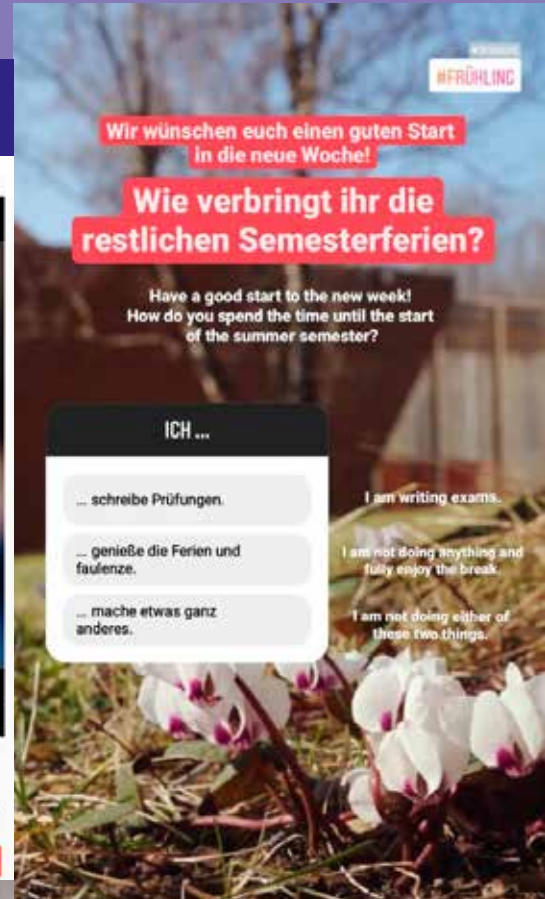 #FRÜHLING
Wir wünschen euch einen guten Start
in die neue Woche!
Wie verbringt ihr die
restlichen Semesterferien?
Have a good start to the new week!
How do you spend the time until the start
of the summer semester?
ICH ...
... schreibe Prüfungen.
I am writing exams.
... genieße die Ferien und
faulenze.
I am not doing anything and
fully enjoy the break.
... mache etwas ganz
anderes.
I am not doing either of
these two things.